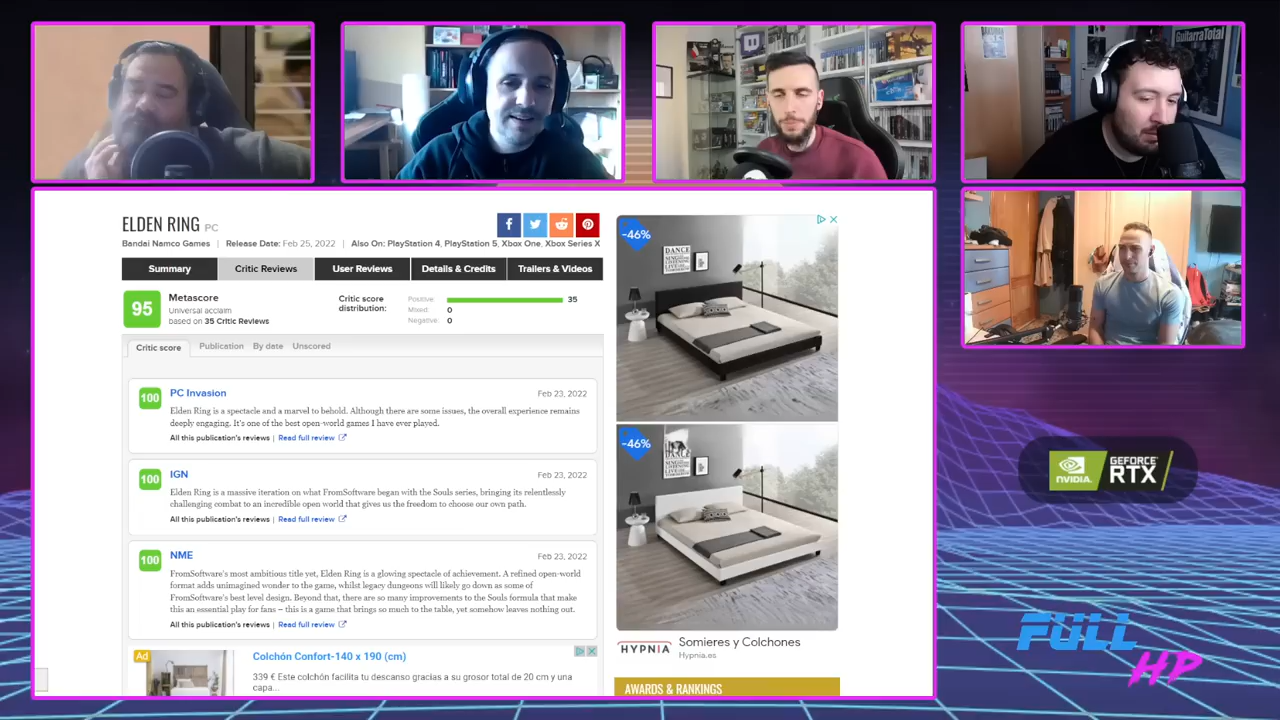 GuitarraTotal
ELDEN RING PC
Bandai Namco Games | Release Date: Feb 25, 2022 | Also On: PlayStation 4, PlayStation 5, Xbox One, Xbox Series X
Summary Critic Reviews User Reviews Details & Credits Trailers & Videos
95
Metascore
Universal acclaim
based on 35 Critic Reviews
Critic score
distribution:
Positive: 35
Mixed: 0
Negative: 0
Critic score Publication By date Unscored
100 PC Invasion Feb 23, 2022
Elden Ring is a spectacle and a marvel to behold. Although there are some issues, the overall experience remains
deeply engaging. It's one of the best open-world games I have ever played.
All this publication's reviews | Read full review
100 IGN Feb 23, 2022
Elden Ring is a massive iteration on what FromSoftware began with the Souls series, bringing its relentlessly
challenging combat to an incredible open world that gives us the freedom to choose our own path.
All this publication's reviews | Read full review
100 NME Feb 23, 2022
FromSoftware's most ambitious title yet, Elden Ring is a glowing spectacle of achievement. A refined open-world
format adds unimagined wonder to the game, whilst legacy dungeons will likely go down as some of
FromSoftware's best level design. Beyond that, there are so many improvements to the Souls formula that make
this an essential play for fans – this is a game that brings so much to the table, yet somehow leaves nothing out.
All this publication's reviews | Read full review
Ad
Colchón Confort-140 x 190 (cm)
339 € Este colchón facilita tu descanso gracias a su grosor total de 20 cm y una
capa...
-46%
DANCE
-46%
HYPNIA
Somieres y Colchones
Hypnia.es
AWARDS & RANKINGS
NVIDIA.
GEFORCE
RTX
FULL
HP